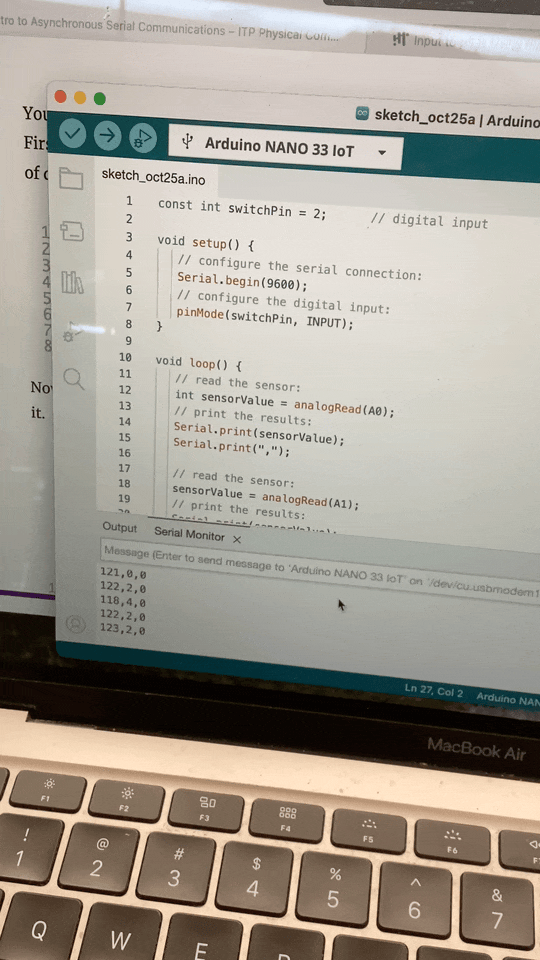 tro to Asynchronous Serial Communications – ITP Physical Com...
Input to
You
sketch_oct25a | Arduino
Firs
Arduino NANO 33 IoT
of
sketch_oct25a.ino
1 const int switchPin = 2; // digital input
2
3 void setup() {
4 // configure the serial connection:
5 Serial.begin(9600);
6 // configure the digital input:
7 pinMode(switchPin, INPUT);
8 }
9
10 void loop() {
11 // read the sensor:
12 int sensorValue = analogRead(A0);
13 // print the results:
14 Serial.print(sensorValue);
15 Serial.print(",");
16
17 // read the sensor:
18 sensorValue = analogRead(A1);
19 // print the results:
1
2
3
4
5
6
7
8
Nov
it.
Output Serial Monitor
Message (Enter to send message to 'Arduino NANO 33 IoT' on '/dev/cu.usbmodem1
121,0,0
122,2,0
118,4,0
122,2,0
123,2,0
1
Ln 27, Col 2 Arduino NAN
MacBook Air
F1 F2 F3 F4 F5 F6 F7
! @ # $ % ^ &
1 2 3 4 5 6 7
Q W E